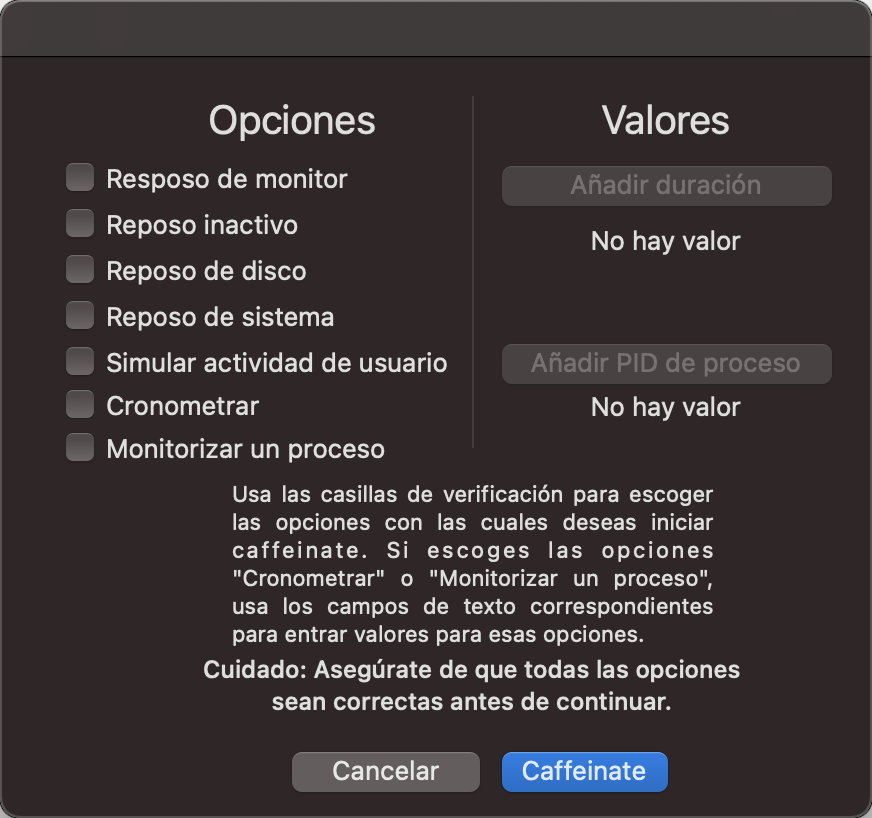 Opciones
Resposo de monitor
Reposo inactivo
Reposo de disco
Reposo de sistema
Simular actividad de usuario
Cronometrar
Monitorizar un proceso
Valores
Añadir duración
No hay valor
Añadir PID de proceso
No hay valor
Usa las casillas de verificación para escoger
las opciones con las cuales deseas iniciar
caffeinate. Si escoges las opciones
"Cronometrar" o "Monitorizar un proceso",
usa los campos de texto correspondientes
para entrar valores para esas opciones.
Cuidado: Asegúrate de que todas las opciones
sean correctas antes de continuar.
Cancelar
Caffeinate